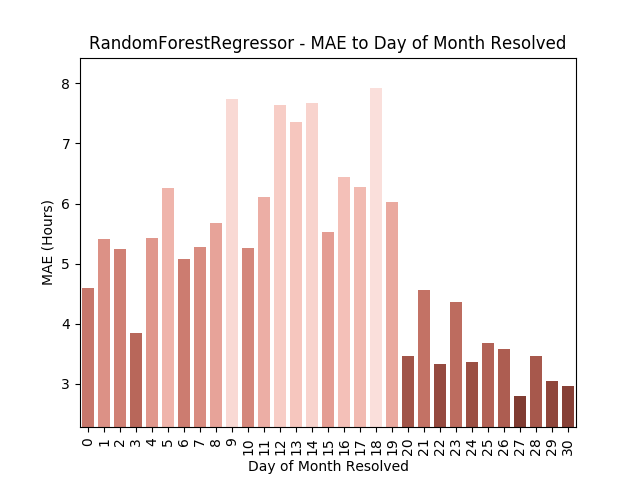 RandomForestRegressor - MAE to Day of Month Resolved
8
7
6
5
4
3
MAE (Hours)
0 1 2 3 4 5 6 7 8 9 10 11 12 13 14 15 16 17 18 19 20 21 22 23 24 25 26 27 28 29 30
Day of Month Resolved